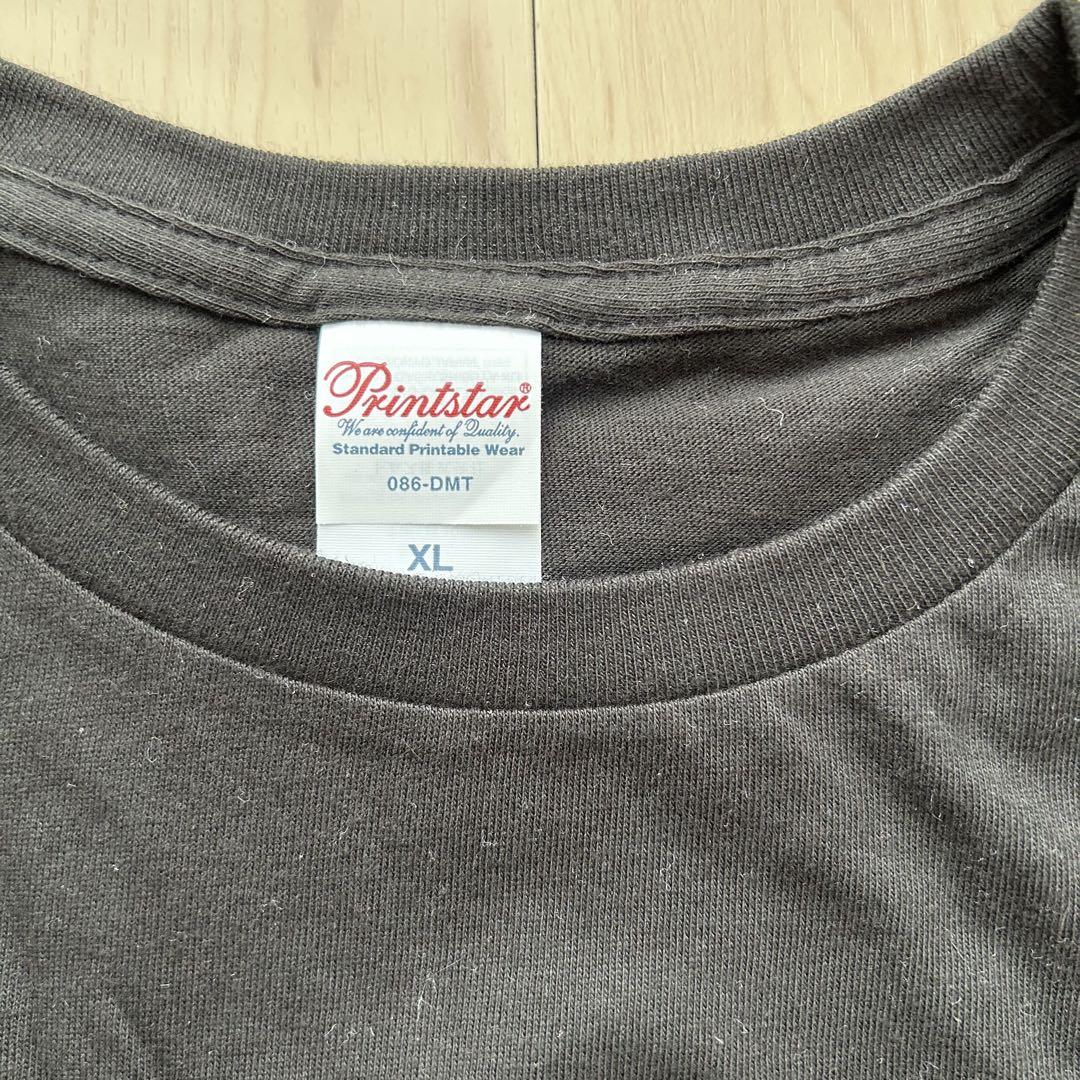 Printstar®
We are confident of Quality.
Standard Printable Wear
086-DMT
XL